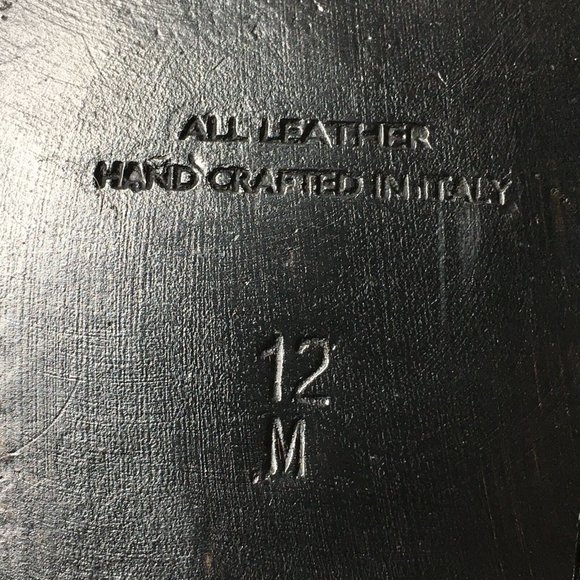 ALL LEATHER
HAND CRAFTED IN ITALY
12
M